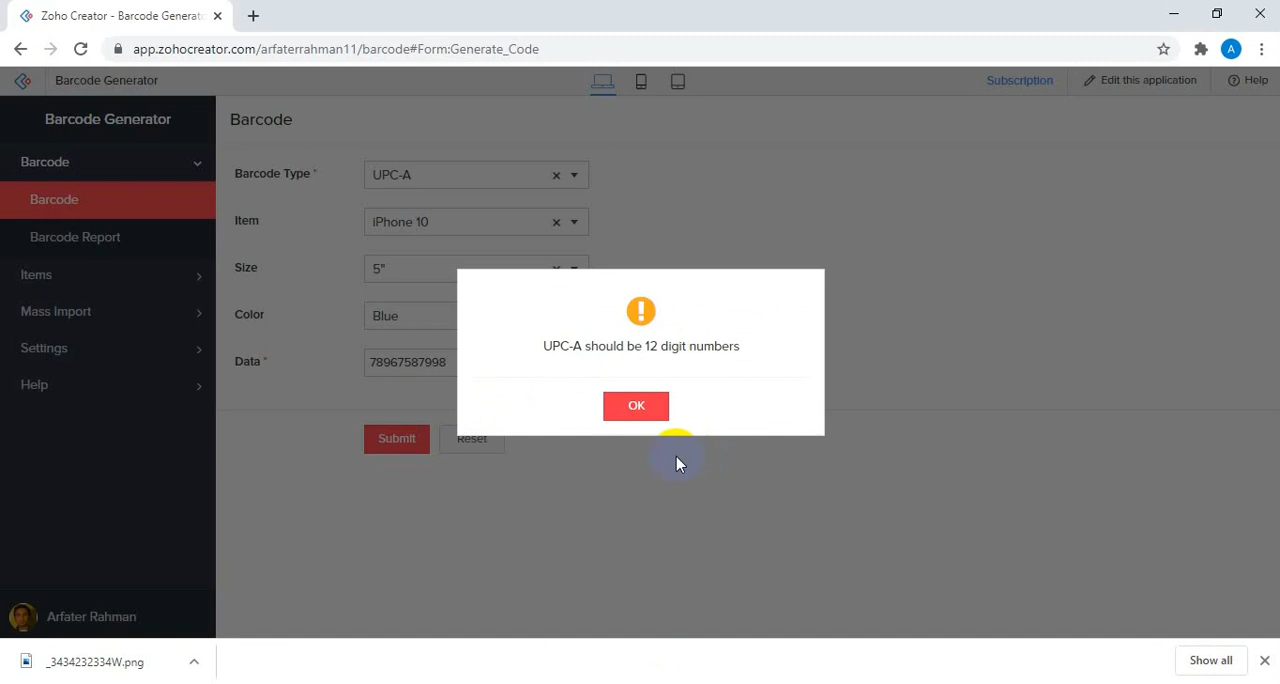 Zoho Creator - Barcode Generato
app.zohocreator.com/arfaterrahman11/barcode#Form:Generate_Code
A
Barcode Generator
Subscription
Edit this application
Help
Barcode Generator
Barcode
Barcode
Barcode Report
Items
Mass Import
Settings
Help
Arfater Rahman
Barcode
Barcode Type *
UPC-A
Item
iPhone 10
Size
5"
Color
Blue
Data *
78967587998
Submit
Reset
UPC-A should be 12 digit numbers
OK
_3434232334W.png
Show all